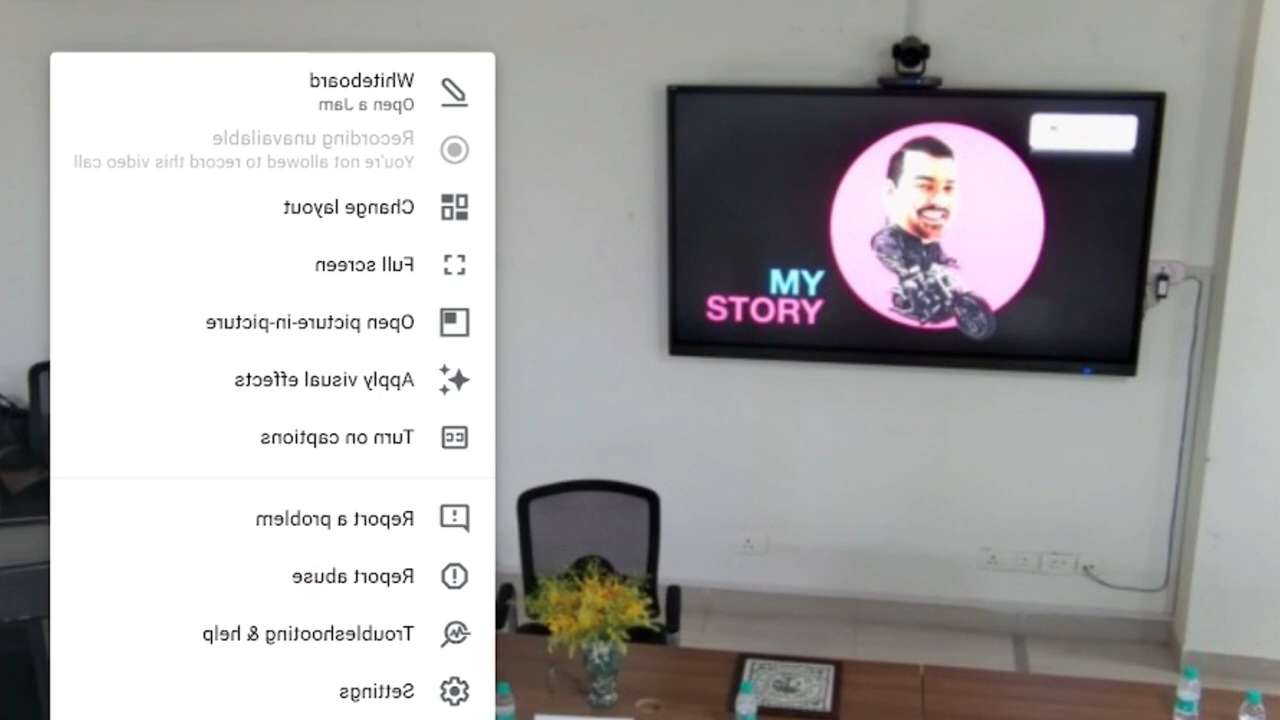 Whiteboard
Open a Jam
Recording unavailable
You're not allowed to record this video call
Change layout
Full screen
Open picture-in-picture
Apply visual effects
Turn on captions
Report a problem
Report abuse
Troubleshooting & help
Settings
MY
STORY